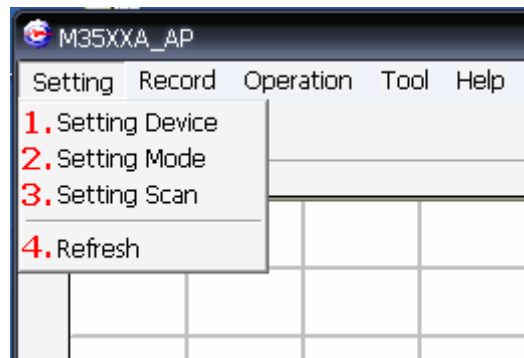 M35XXA_AP
Setting Record Operation Tool Help
1. Setting Device
2. Setting Mode
3. Setting Scan
4. Refresh